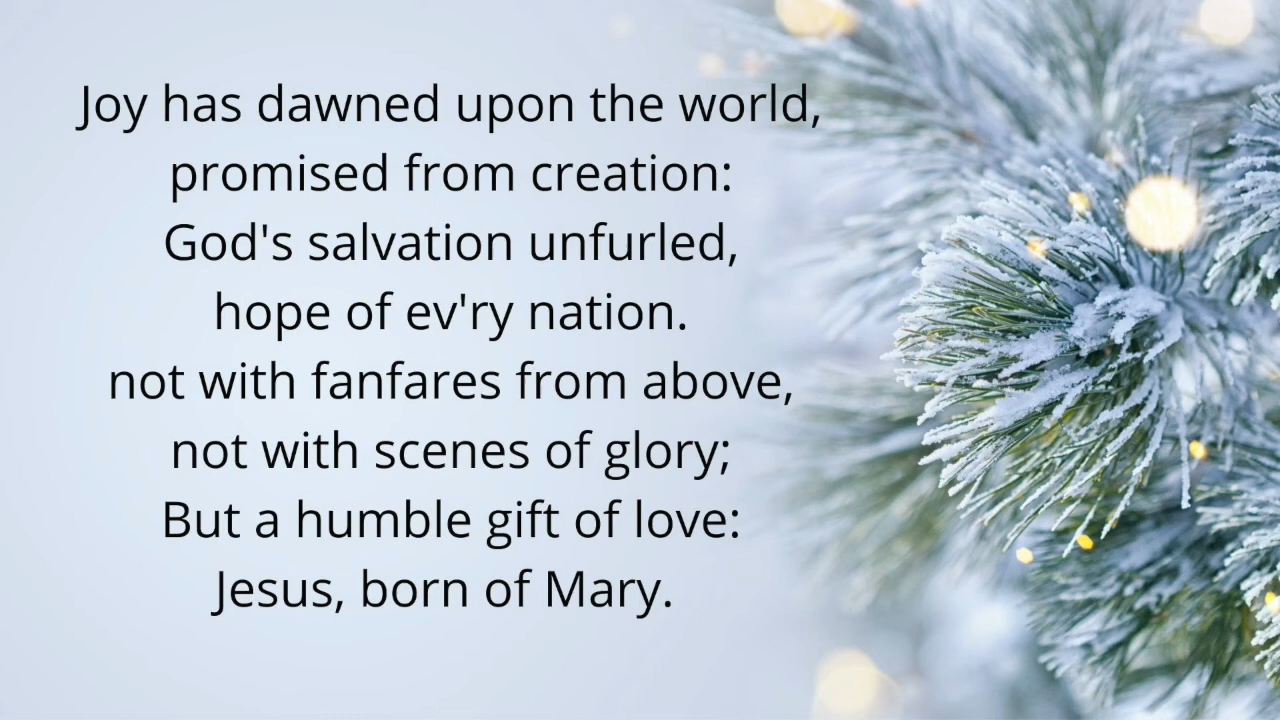 Joy has dawned upon the world,
promised from creation:
God's salvation unfurled,
hope of ev'ry nation.
not with fanfares from above,
not with scenes of glory;
But a humble gift of love:
Jesus, born of Mary.